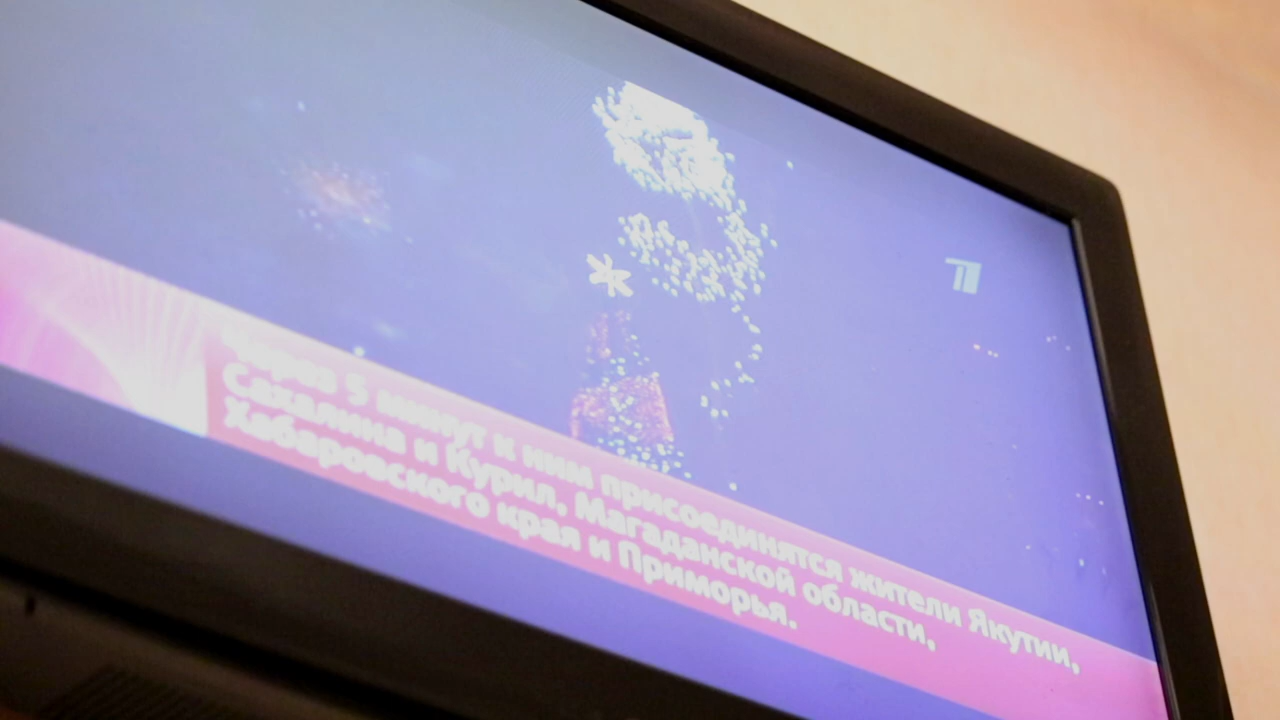 Через 5 минут к ним присоединятся жители Якутии,
Сахалина и Курил, Магаданской области,
Хабаровского края и Приморья.